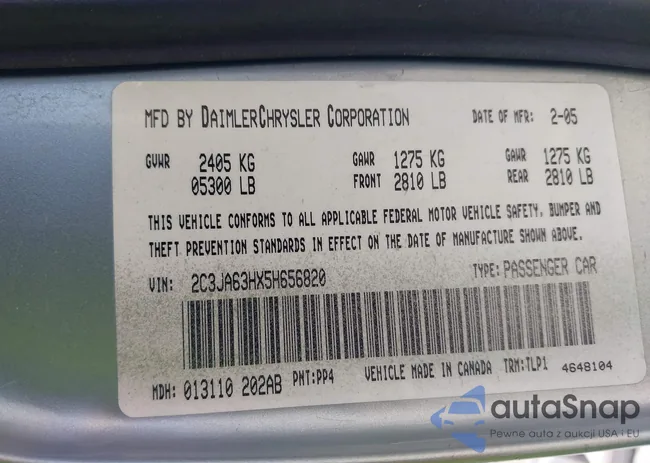 MFD BY DAIMLERCHRYSLER CORPORATION DATE OF MFR: 2-05
GVWR 2405 KG GAWR 1275 KG GAWR 1275 KG
05300 LB FRONT 2810 LB REAR 2810 LB
THIS VEHICLE CONFORMS TO ALL APPLICABLE FEDERAL MOTOR VEHICLE SAFETY, BUMPER AND
THEFT PREVENTION STANDARDS IN EFFECT ON THE DATE OF MANUFACTURE SHOWN ABOVE.
VIN: 2C3JA63HX5H656820 TYPE: PASSENGER CAR
MDH: 013110 202AB PNT:PP4 VEHICLE MADE IN CANADA TRM:TLP1 4648104
autaSnap
Pewne auta z aukcji USA i EU